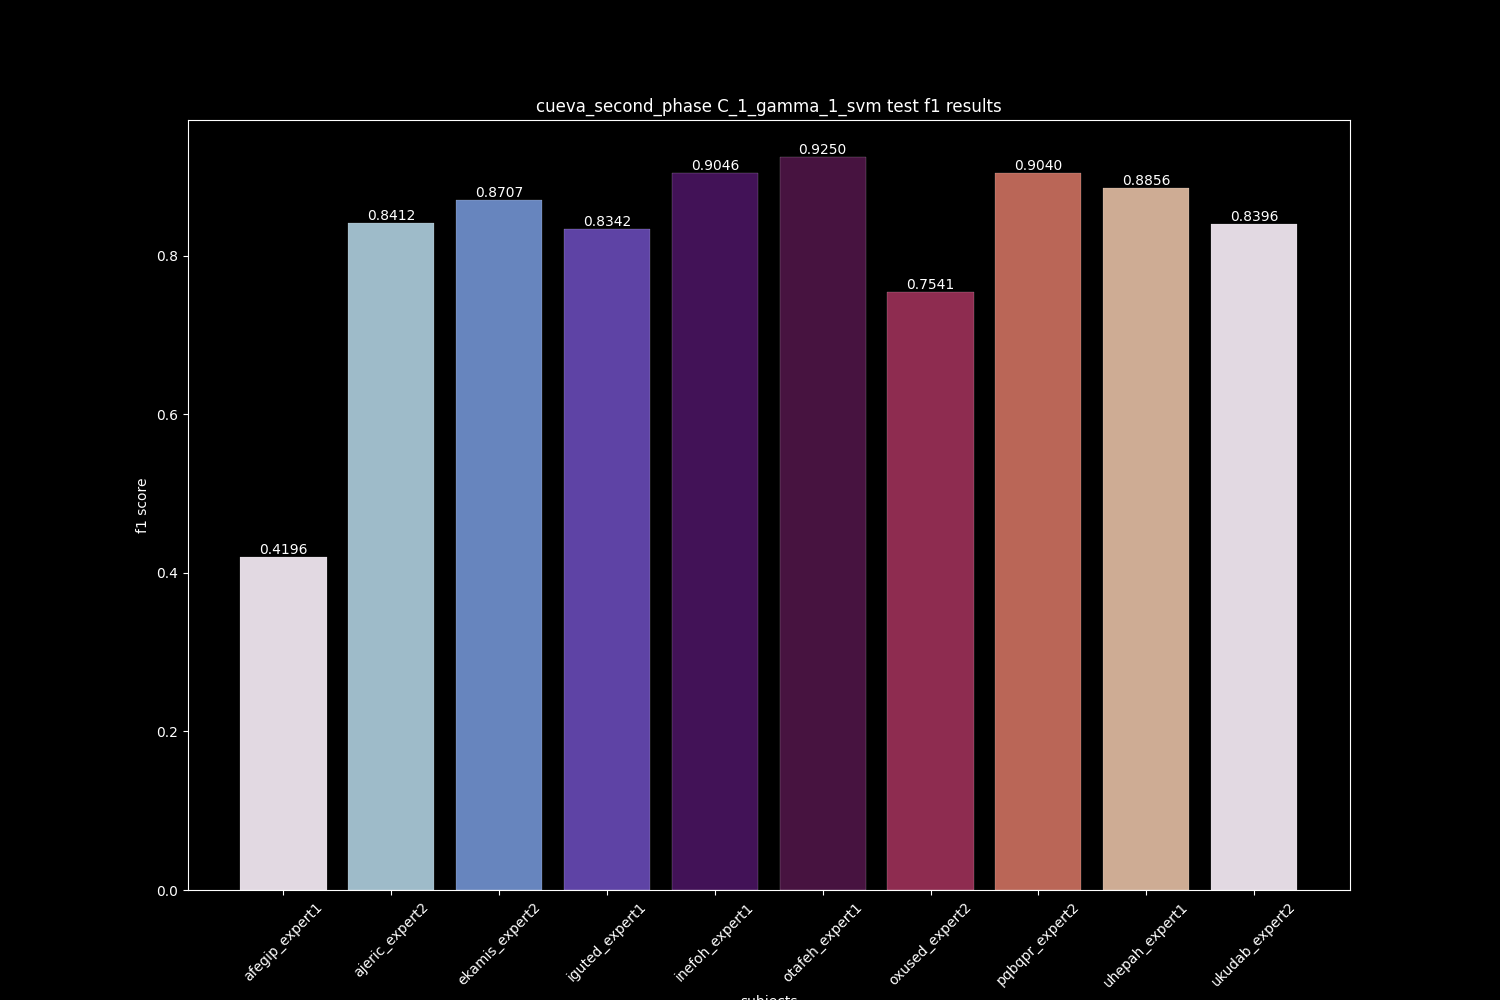 cueva_second_phase C_1_gamma_1_svm test f1 results
0.9250
0.9046
0.9040
0.8856
0.8707
0.8412
0.8396
0.8342
0.7541
0.4196
0.8
0.6
0.4
0.2
0.0
f1 score
afegip_expert1
ajeric_expert2
ekamis_expert2
iguted_expert1
inefoh_expert1
otafeh_expert1
oxused_expert2
pqbqpr_expert2
uhepah_expert1
ukudab_expert2
subjects